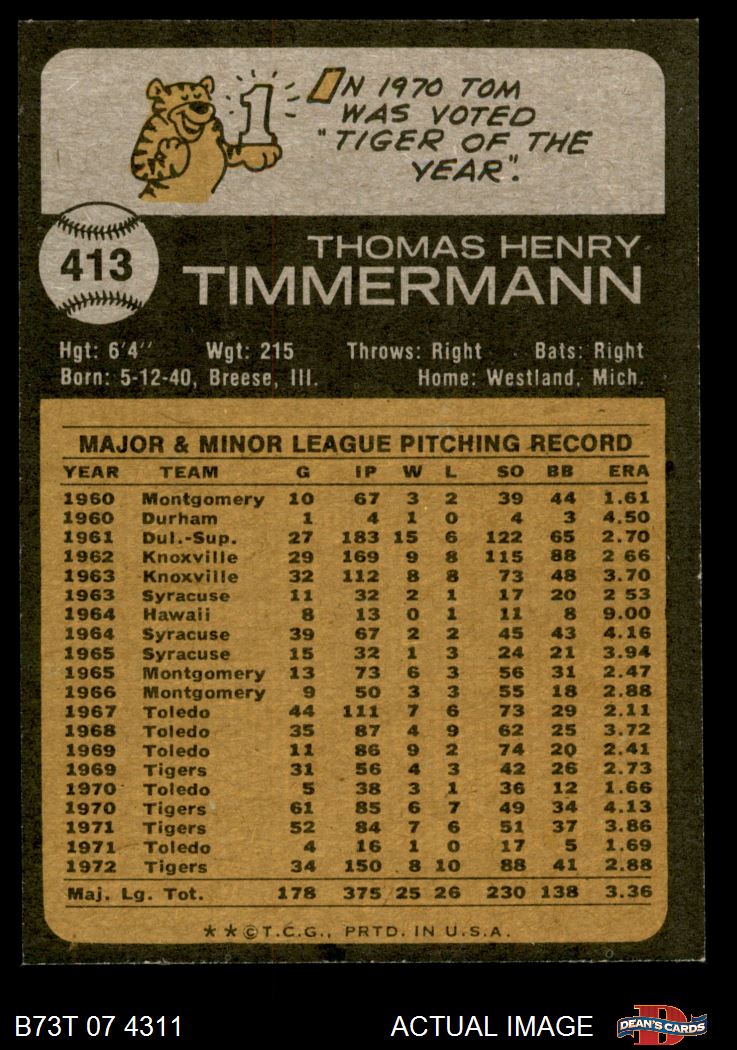 1
IN 1970 TOM
WAS VOTED
"TIGER OF THE
YEAR".
413
THOMAS HENRY
TIMMERMANN
Hgt: 6'4" Wgt: 215 Throws: Right Bats: Right
Born: 5-12-40, Breese, Ill. Home: Westland, Mich.
MAJOR & MINOR LEAGUE PITCHING RECORD
YEAR TEAM G IP W L SO BB ERA
1960 Montgomery 10 67 3 2 39 44 1.61
1960 Durham 1 4 1 0 4 3 4.50
1961 Dul.-Sup. 27 183 15 6 122 65 2.70
1962 Knoxville 29 169 9 8 115 88 2 66
1963 Knoxville 32 112 8 8 73 48 3.70
1963 Syracuse 11 32 2 1 17 20 2 53
1964 Hawaii 8 13 0 1 11 8 9.00
1964 Syracuse 39 67 2 2 45 43 4.16
1965 Syracuse 15 32 1 3 24 21 3.94
1965 Montgomery 13 73 6 3 56 31 2.47
1966 Montgomery 9 50 3 3 55 18 2.88
1967 Toledo 44 111 7 6 73 29 2.11
1968 Toledo 35 87 4 9 62 25 3.72
1969 Toledo 11 86 9 2 74 20 2.41
1969 Tigers 31 56 4 3 42 26 2.73
1970 Toledo 5 38 3 1 36 12 1.66
1970 Tigers 61 85 6 7 49 34 4.13
1971 Tigers 52 84 7 6 51 37 3.86
1971 Toledo 4 16 1 0 17 5 1.69
1972 Tigers 34 150 8 10 88 41 2.88
Maj. Lg. Tot. 178 375 25 26 230 138 3.36
**©T.C.G., PRTD. IN U.S.A.
B73T 07 4311 ACTUAL IMAGE D DEAN'S CARDS